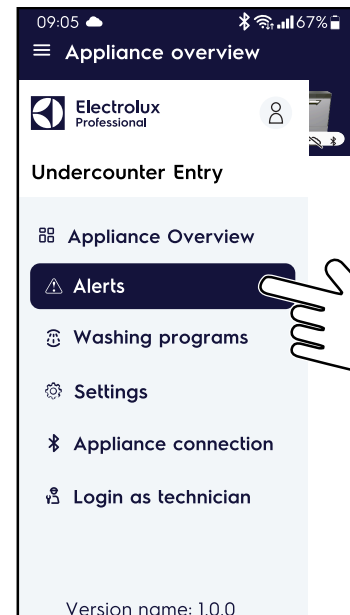 09:05 67%
Appliance overview
Electrolux
Professional
Undercounter Entry
Appliance Overview
Alerts
Washing programs
Settings
Appliance connection
Login as technician
Version name: 1.0.0